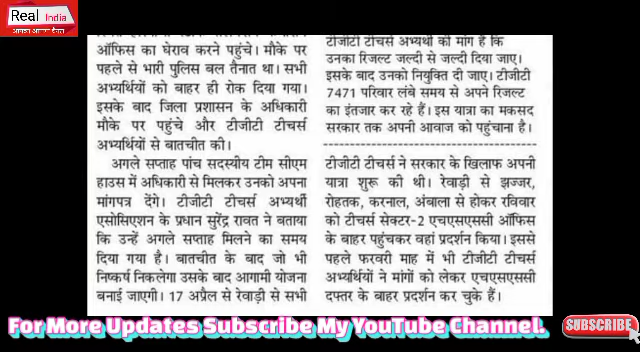 Real India
आपका अपना चैनल
ऑफिस का घेराव करने पहुंचे। मौके पर
पहले से भारी पुलिस बल तैनात था। सभी
अभ्यर्थियों को बाहर ही रोक दिया गया।
इसके बाद जिला प्रशासन के अधिकारी
मौके पर पहुंचे और टीजीटी टीचर्स
अभ्यर्थियों से बातचीत की।
अगले सप्ताह पांच सदस्यीय टीम सीएम
हाउस में अधिकारी से मिलकर उनको अपना
मांगपत्र देंगे। टीजीटी टीचर्स अभ्यर्थी
एसोसिएशन के प्रधान सुरेंद्र रावत ने बताया
कि उन्हें अगले सप्ताह मिलने का समय
दिया गया है। बातचीत के बाद जो भी
निष्कर्ष निकलेगा उसके बाद आगामी योजना
बनाई जाएगी। 17 अप्रैल से रेवाड़ी से सभी
टीजीटी टीचर्स अभ्यर्थी की मांग है कि
उनका रिजल्ट जल्दी से जल्दी दिया जाए।
इसके बाद उनको नियुक्ति दी जाए। टीजीटी
7471 परिवार लंबे समय से अपने रिजल्ट
का इंतजार कर रहे हैं। इस यात्रा का मकसद
सरकार तक अपनी आवाज को पहुंचाना है।
टीजीटी टीचर्स ने सरकार के खिलाफ अपनी
यात्रा शुरू की थी। रेवाड़ी से झज्जर,
रोहतक, करनाल, अंबाला से होकर रविवार
को टीचर्स सेक्टर-2 एचएसएससी ऑफिस
के बाहर पहुंचकर वहां प्रदर्शन किया। इससे
पहले फरवरी माह में भी टीजीटी टीचर्स
अभ्यर्थियों ने मांगों को लेकर एचएसएससी
दफ्तर के बाहर प्रदर्शन कर चुके हैं।
For More Updates Subscribe My YouTube Channel.
SUBSCRIBE